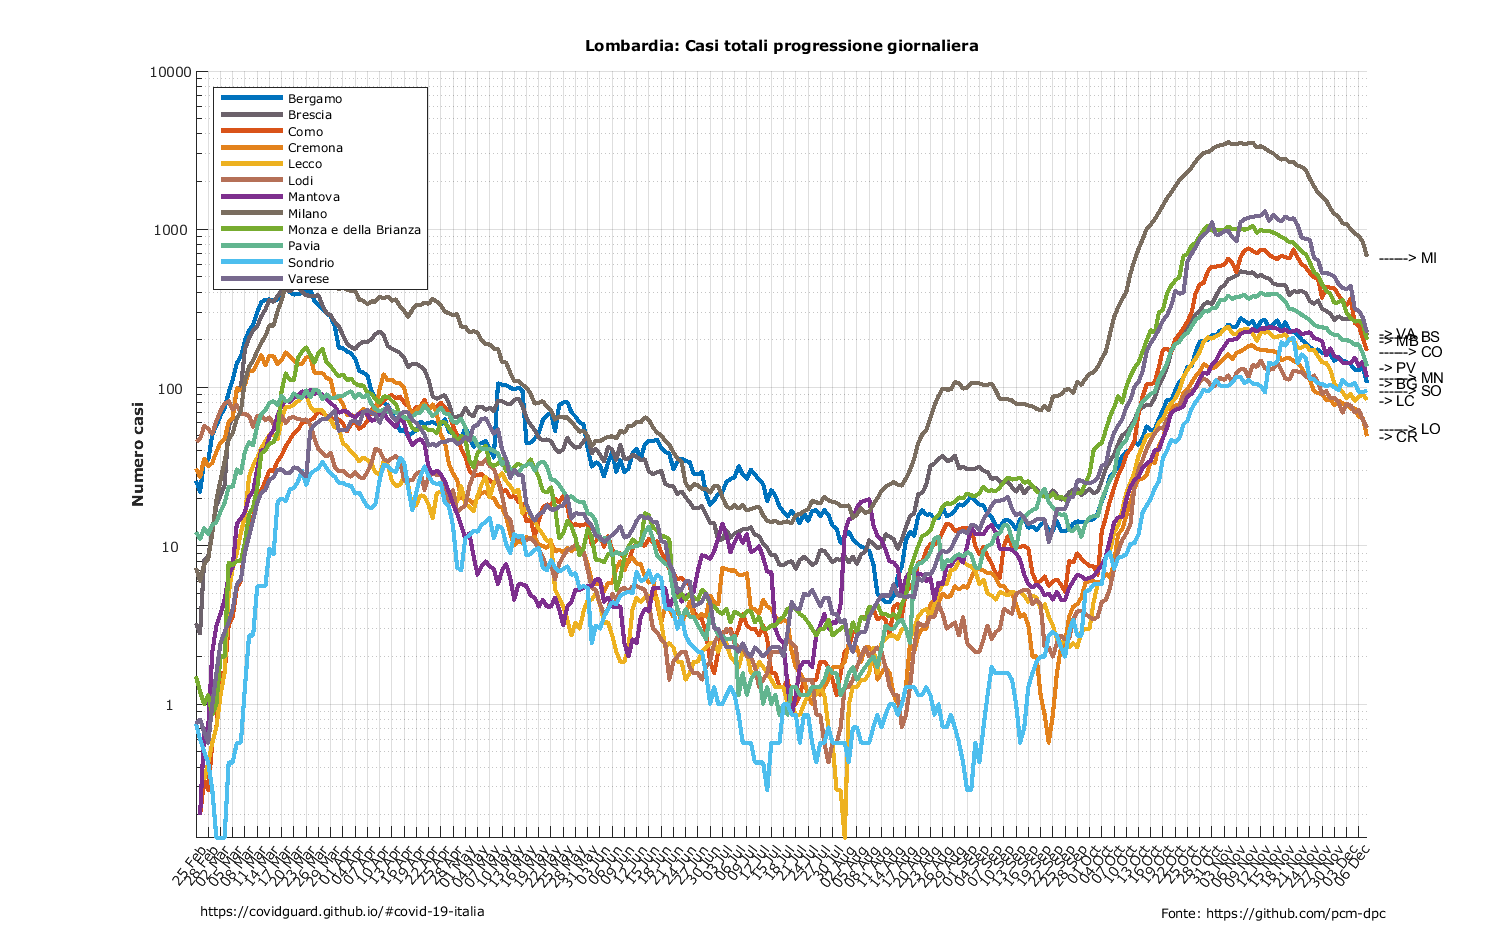 Lombardia: Casi totali progressione giornaliera
10000
1000
100
10
1
Numero casi
Bergamo
Brescia
Como
Cremona
Lecco
Lodi
Mantova
Milano
Monza e della Brianza
Pavia
Sondrio
Varese
------> MI
-> VA
------> BS
-> MB
------> CO
-> PV
------> MN
-> BG
------> SO
-> LC
------> LO
-> CR
25 Feb
28 Feb
02 Mar
05 Mar
08 Mar
11 Mar
14 Mar
17 Mar
20 Mar
23 Mar
26 Mar
29 Mar
01 Apr
04 Apr
07 Apr
10 Apr
13 Apr
16 Apr
19 Apr
22 Apr
25 Apr
28 Apr
01 May
04 May
07 May
10 May
13 May
16 May
19 May
22 May
25 May
28 May
31 May
03 Jun
06 Jun
09 Jun
12 Jun
15 Jun
18 Jun
21 Jun
24 Jun
27 Jun
30 Jun
03 Jul
06 Jul
09 Jul
12 Jul
15 Jul
18 Jul
21 Jul
24 Jul
27 Jul
30 Jul
02 Aug
05 Aug
08 Aug
11 Aug
14 Aug
17 Aug
20 Aug
23 Aug
26 Aug
29 Aug
01 Sep
04 Sep
07 Sep
10 Sep
13 Sep
16 Sep
19 Sep
22 Sep
25 Sep
28 Sep
01 Oct
04 Oct
07 Oct
10 Oct
13 Oct
16 Oct
19 Oct
22 Oct
25 Oct
28 Oct
31 Oct
03 Nov
06 Nov
09 Nov
12 Nov
15 Nov
18 Nov
21 Nov
24 Nov
27 Nov
30 Nov
03 Dec
06 Dec
https://covidguard.github.io/#covid-19-italia
Fonte: https://github.com/pcm-dpc